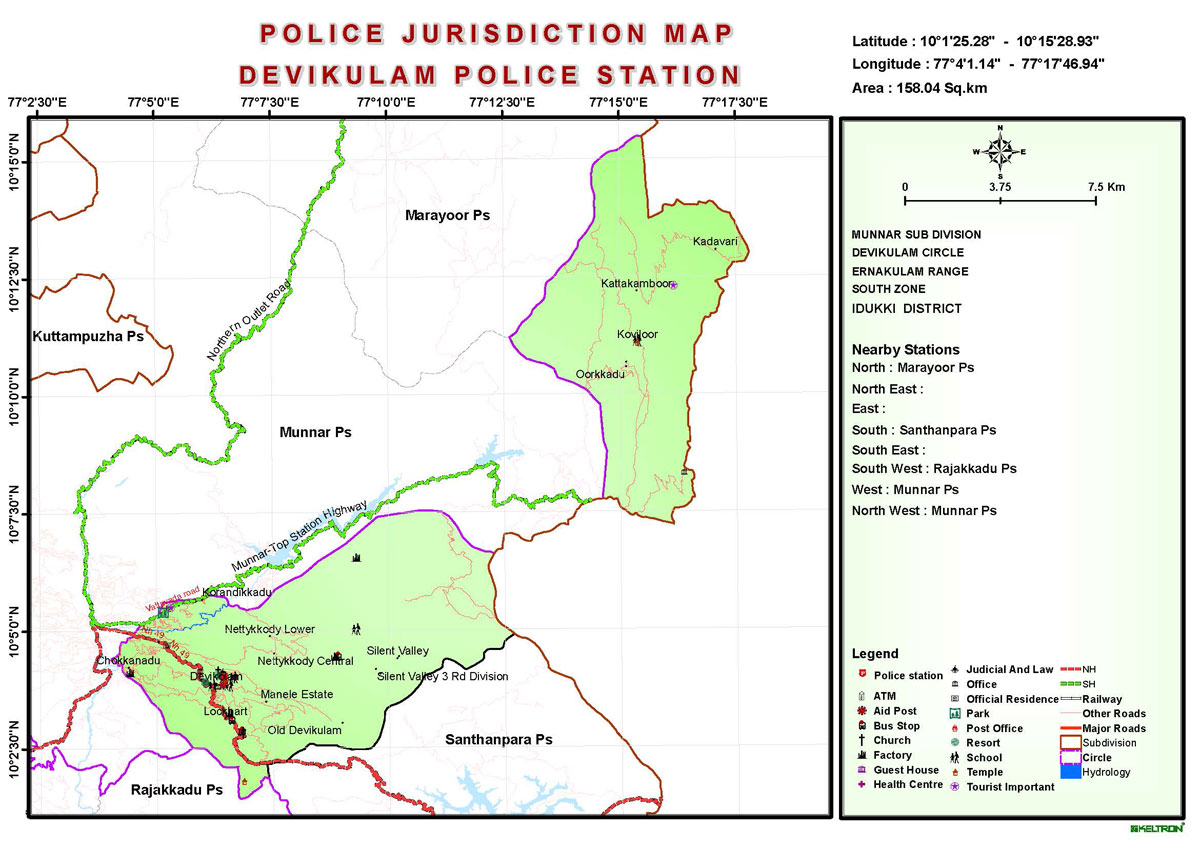 POLICE JURISDICTION MAP
DEVIKULAM POLICE STATION
Latitude : 10°1'25.28" - 10°15'28.93"
Longitude : 77°4'1.14" - 77°17'46.94"
Area : 158.04 Sq.km
77°2'30"E 77°5'0"E 77°7'30"E 77°10'0"E 77°12'30"E 77°15'0"E 77°17'30"E
10°15'0"N
10°12'30"N
10°10'0"N
10°7'30"N
10°5'0"N
10°2'30"N
Marayoor Ps
Kadavari
Kattakamboor
Northern Outlet Road
Kuttampuzha Ps
Koviloor
Oorkkadu
Munnar Ps
Munnar-Top Station Highway
Vattavada road
Korandikkadu
Nh 49
Nh 49
Nettykkody Lower
Chokkanadu
Nettykkody Central
Silent Valley
Devikulam
Silent Valley 3 Rd Division
Manele Estate
Lockhart
Old Devikulam
Santhanpara Ps
Rajakkadu Ps
N
W E
S
0 3.75 7.5 Km
MUNNAR SUB DIVISION
DEVIKULAM CIRCLE
ERNAKULAM RANGE
SOUTH ZONE
IDUKKI DISTRICT
Nearby Stations
North : Marayoor Ps
North East :
East :
South : Santhanpara Ps
South East :
South West : Rajakkadu Ps
West : Munnar Ps
North West : Munnar Ps
Legend
Police station
ATM
Aid Post
Bus Stop
Church
Factory
Guest House
Health Centre
Judicial And Law
Office
Official Residence
Park
Post Office
Resort
School
Temple
Tourist Important
NH
SH
Railway
Other Roads
Major Roads
Subdivision
Circle
Hydrology
KELTRON